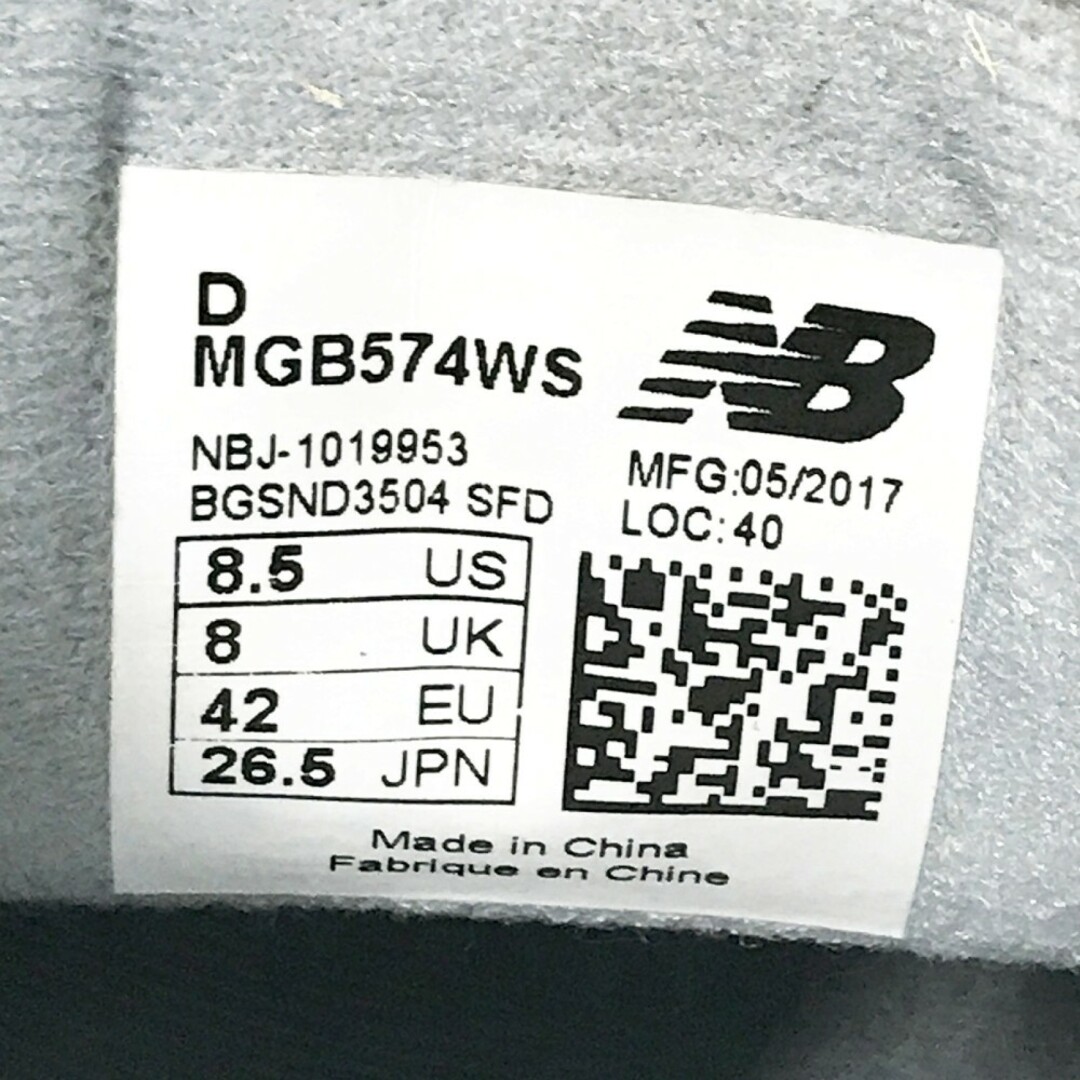 D
MGB574WS
NB
NBJ-1019953
BGSND3504 SFD
MFG:05/2017
LOC:40
8.5 US
8 UK
42 EU
26.5 JPN
Made in China
Fabrique en Chine